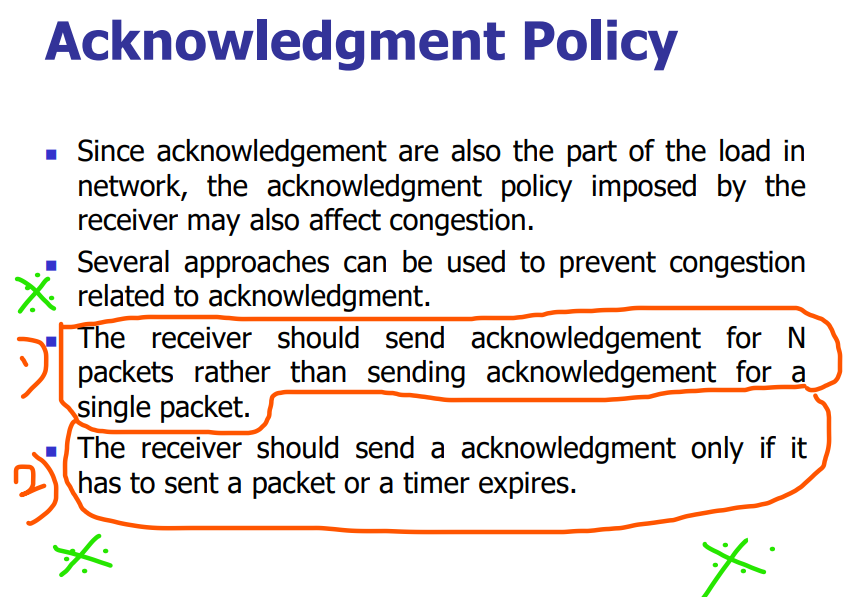 Acknowledgment Policy
Since acknowledgement are also the part of the load in
network, the acknowledgment policy imposed by the
receiver may also affect congestion.
Several approaches can be used to prevent congestion
related to acknowledgment.
1) The receiver should send acknowledgement for N
packets rather than sending acknowledgement for a
single packet.
2) The receiver should send a acknowledgment only if it
has to sent a packet or a timer expires.